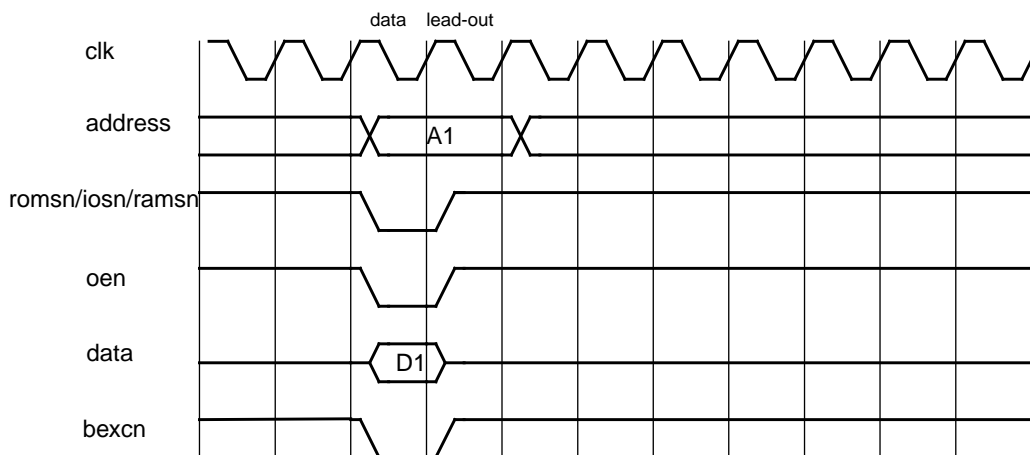 data lead-out
clk
address
A1
romsn/iosn/ramsn
oen
data
D1
bexcn